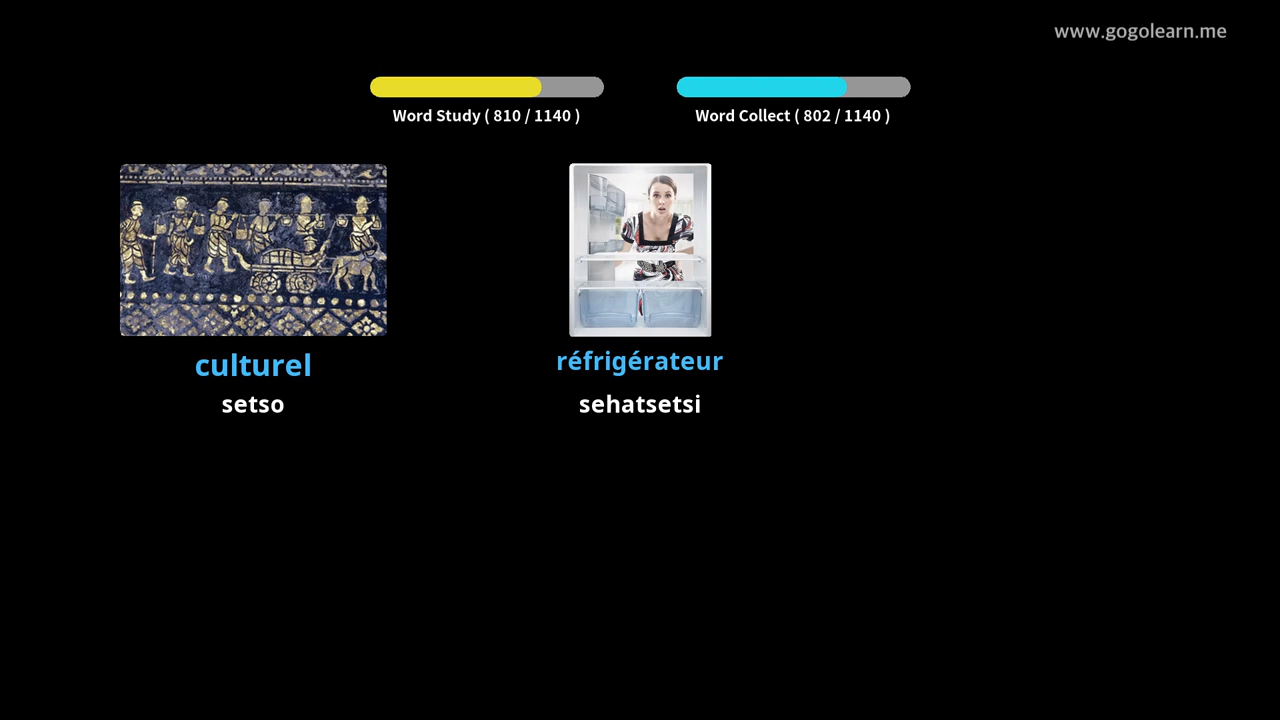 www.gogolearn.me
Word Study ( 810 / 1140 )
Word Collect ( 802 / 1140 )
culturel
setso
réfrigérateur
sehatsetsi